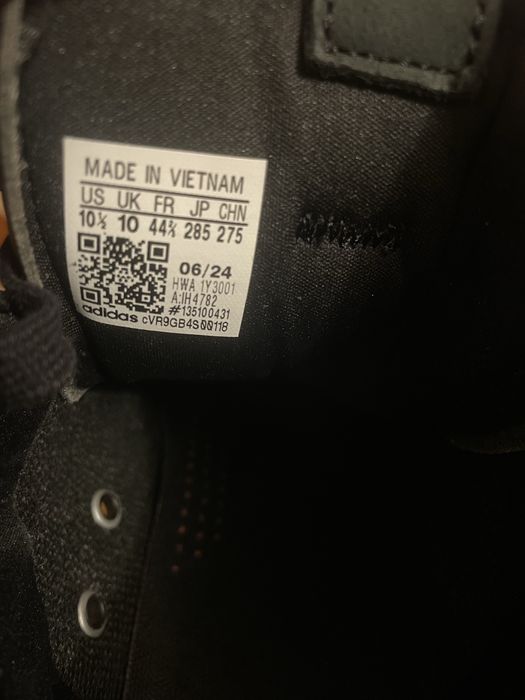 MADE IN VIETNAM
US UK FR JP CHN
10½ 10 44⅔ 285 275
06/24
HWA 1Y3001
A:IH4782
#135100431
adidas cVR9GB4S00118